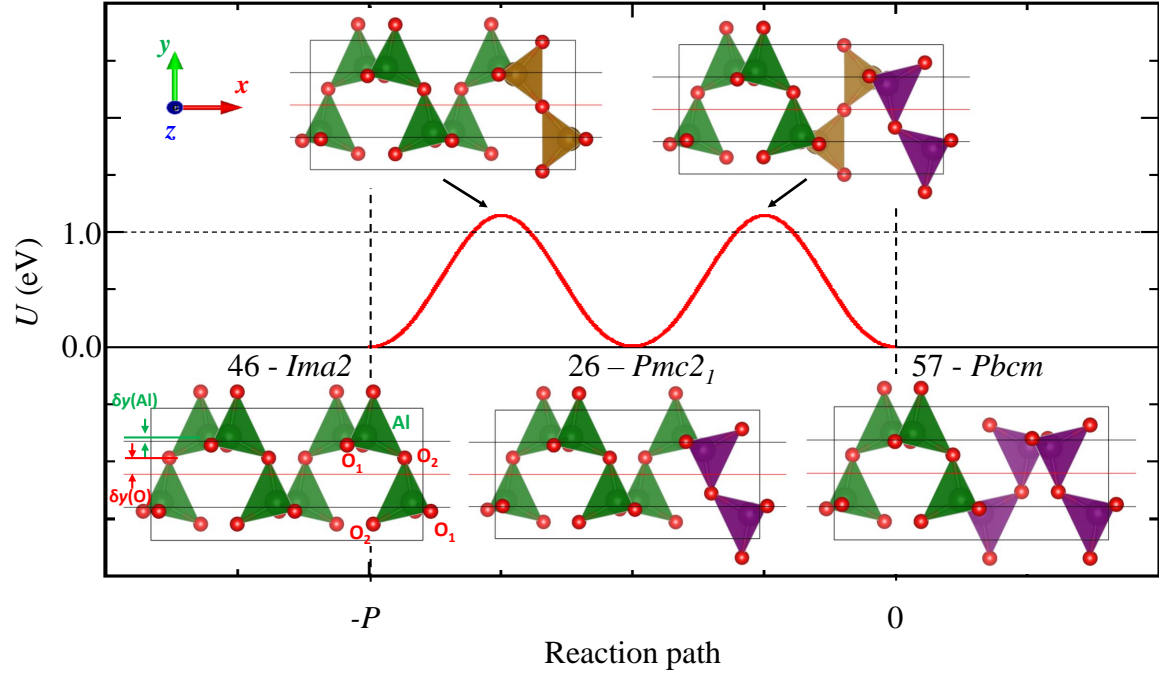 y
x
z
U (eV)
1.0
0.0
46 - Ima2
26 – Pmc2₁
57 - Pbcm
δy(Al)
Al
O₁
O₂
δy(O)
O₂
O₁
-P
0
Reaction path